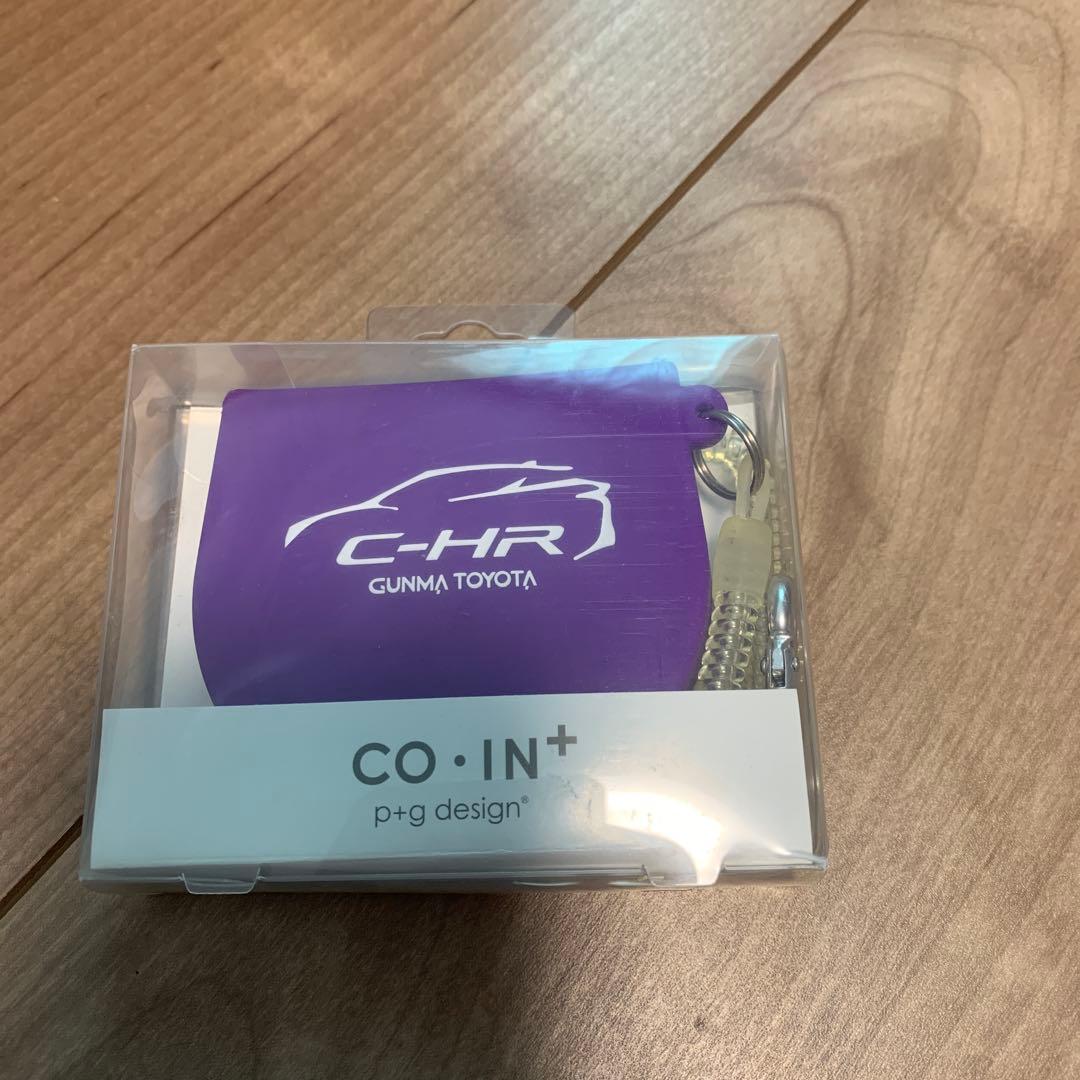 C-HR
GUNMA TOYOTA
CO・IN+
p+g design®